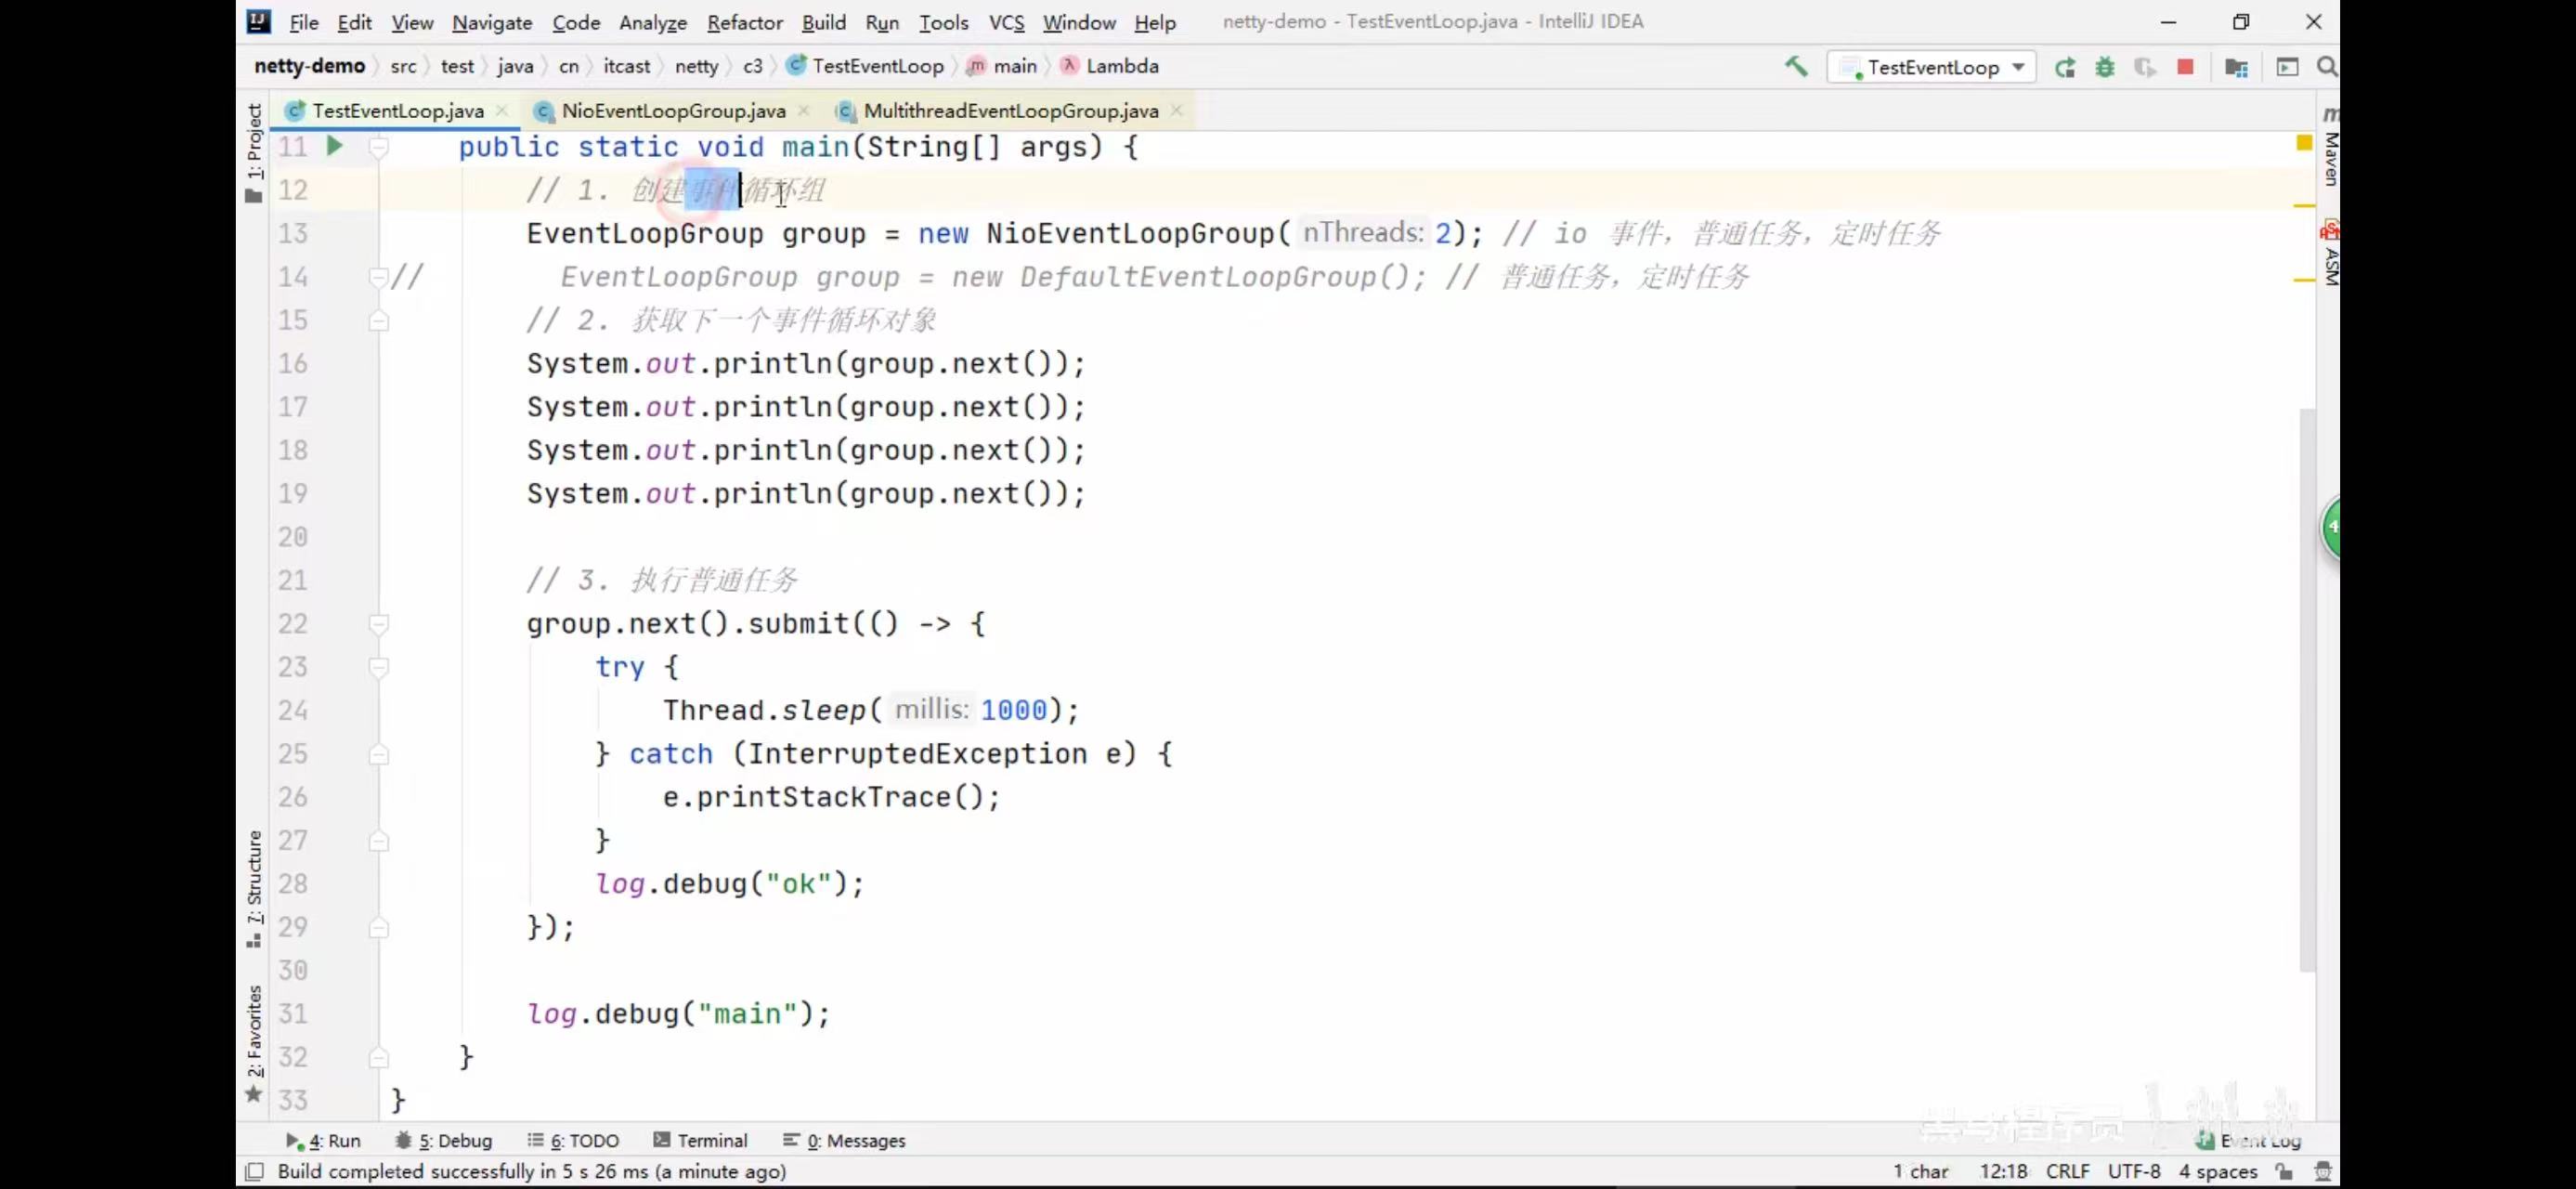 File Edit View Navigate Code Analyze Refactor Build Run Tools VCS Window Help netty-demo - TestEventLoop.java - IntelliJ IDEA
netty-demo src test java cn itcast netty c3 TestEventLoop main Lambda TestEventLoop
TestEventLoop.java NioEventLoopGroup.java MultithreadEventLoopGroup.java
1: Project
7: Structure
2: Favorites
Maven
ASM
11 public static void main(String[] args) {
12 // 1. 创建事件循环组
13 EventLoopGroup group = new NioEventLoopGroup( nThreads: 2); // io 事件，普通任务，定时任务
14 // EventLoopGroup group = new DefaultEventLoopGroup(); // 普通任务，定时任务
15 // 2. 获取下一个事件循环对象
16 System.out.println(group.next());
17 System.out.println(group.next());
18 System.out.println(group.next());
19 System.out.println(group.next());
20
21 // 3. 执行普通任务
22 group.next().submit(() -> {
23 try {
24 Thread.sleep( millis: 1000);
25 } catch (InterruptedException e) {
26 e.printStackTrace();
27 }
28 log.debug("ok");
29 });
30
31 log.debug("main");
32 }
33 }
4
黑马程序员
4: Run 5: Debug 6: TODO Terminal 0: Messages Event Log
Build completed successfully in 5 s 26 ms (a minute ago) 1 char 12:18 CRLF UTF-8 4 spaces